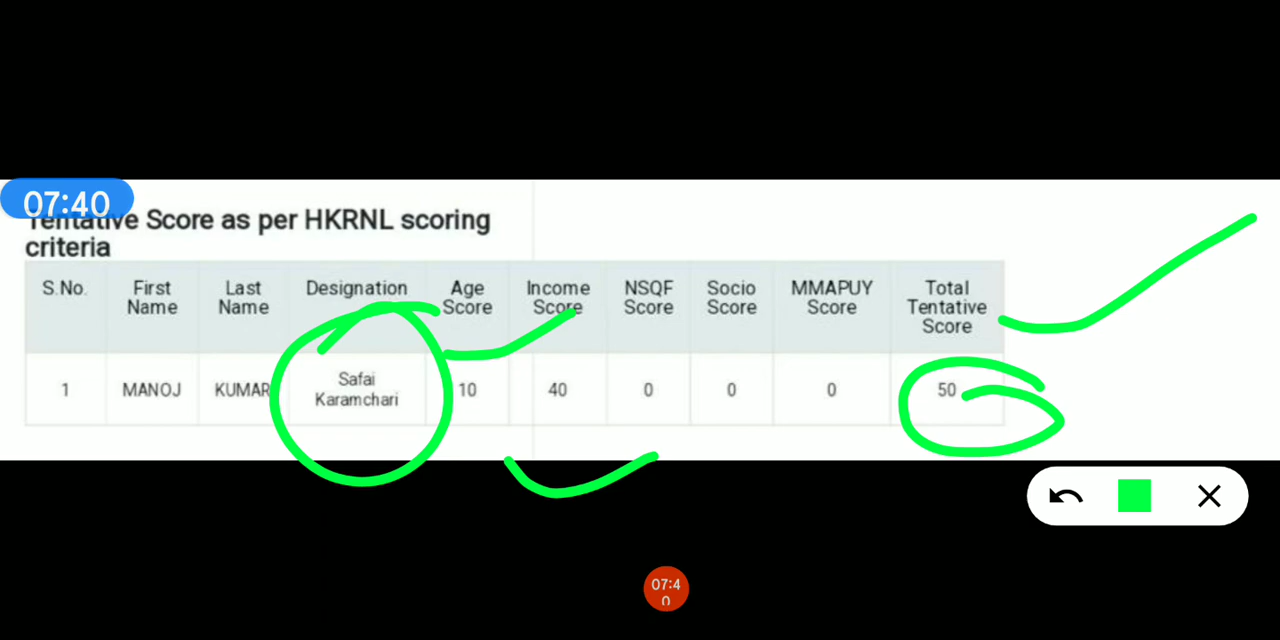 07:40
Tentative Score as per HKRNL scoring
criteria
S.No. First Name Last Name Designation Age Score Income Score NSQF Score Socio Score MMAPUY Score Total Tentative Score
1 MANOJ KUMAR Safai Karamchari 10 40 0 0 0 50
07:4
0